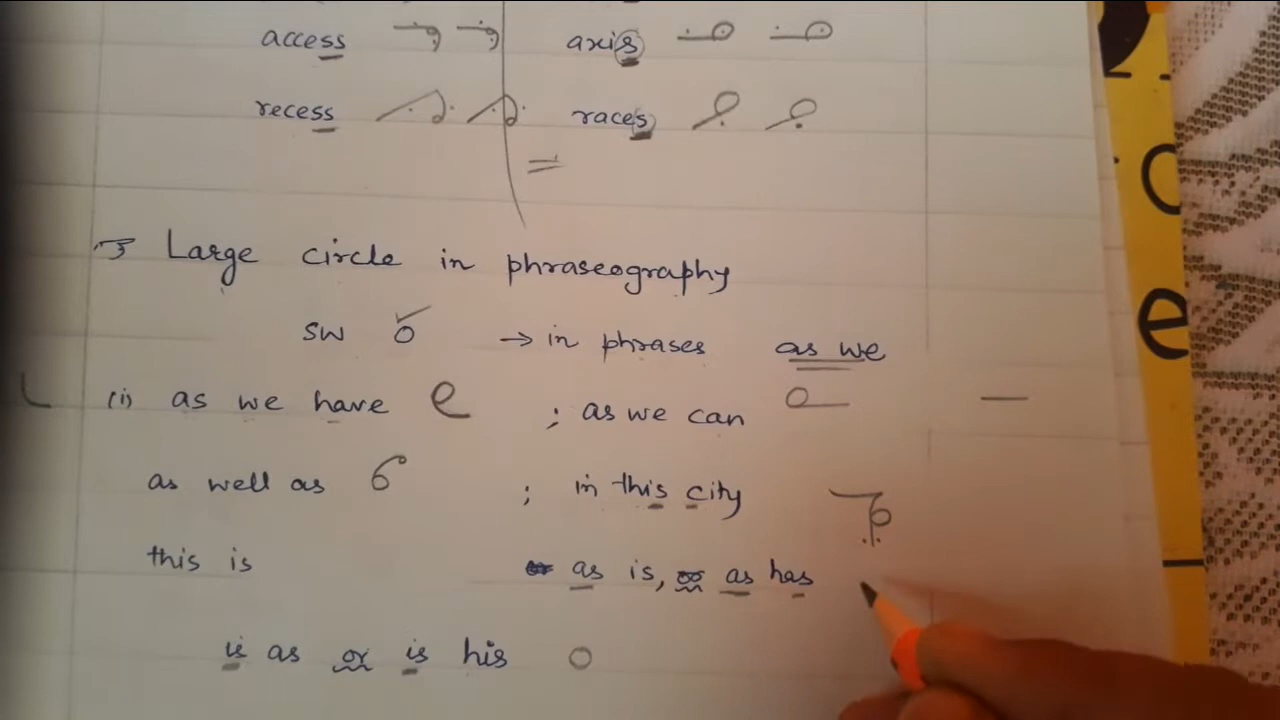 access axis
recess races
Large circle in phraseography
SW → in phrases as we
(i) as we have ; as we can
as well as ; in this city
this is as is, or as has
is as or is his
e